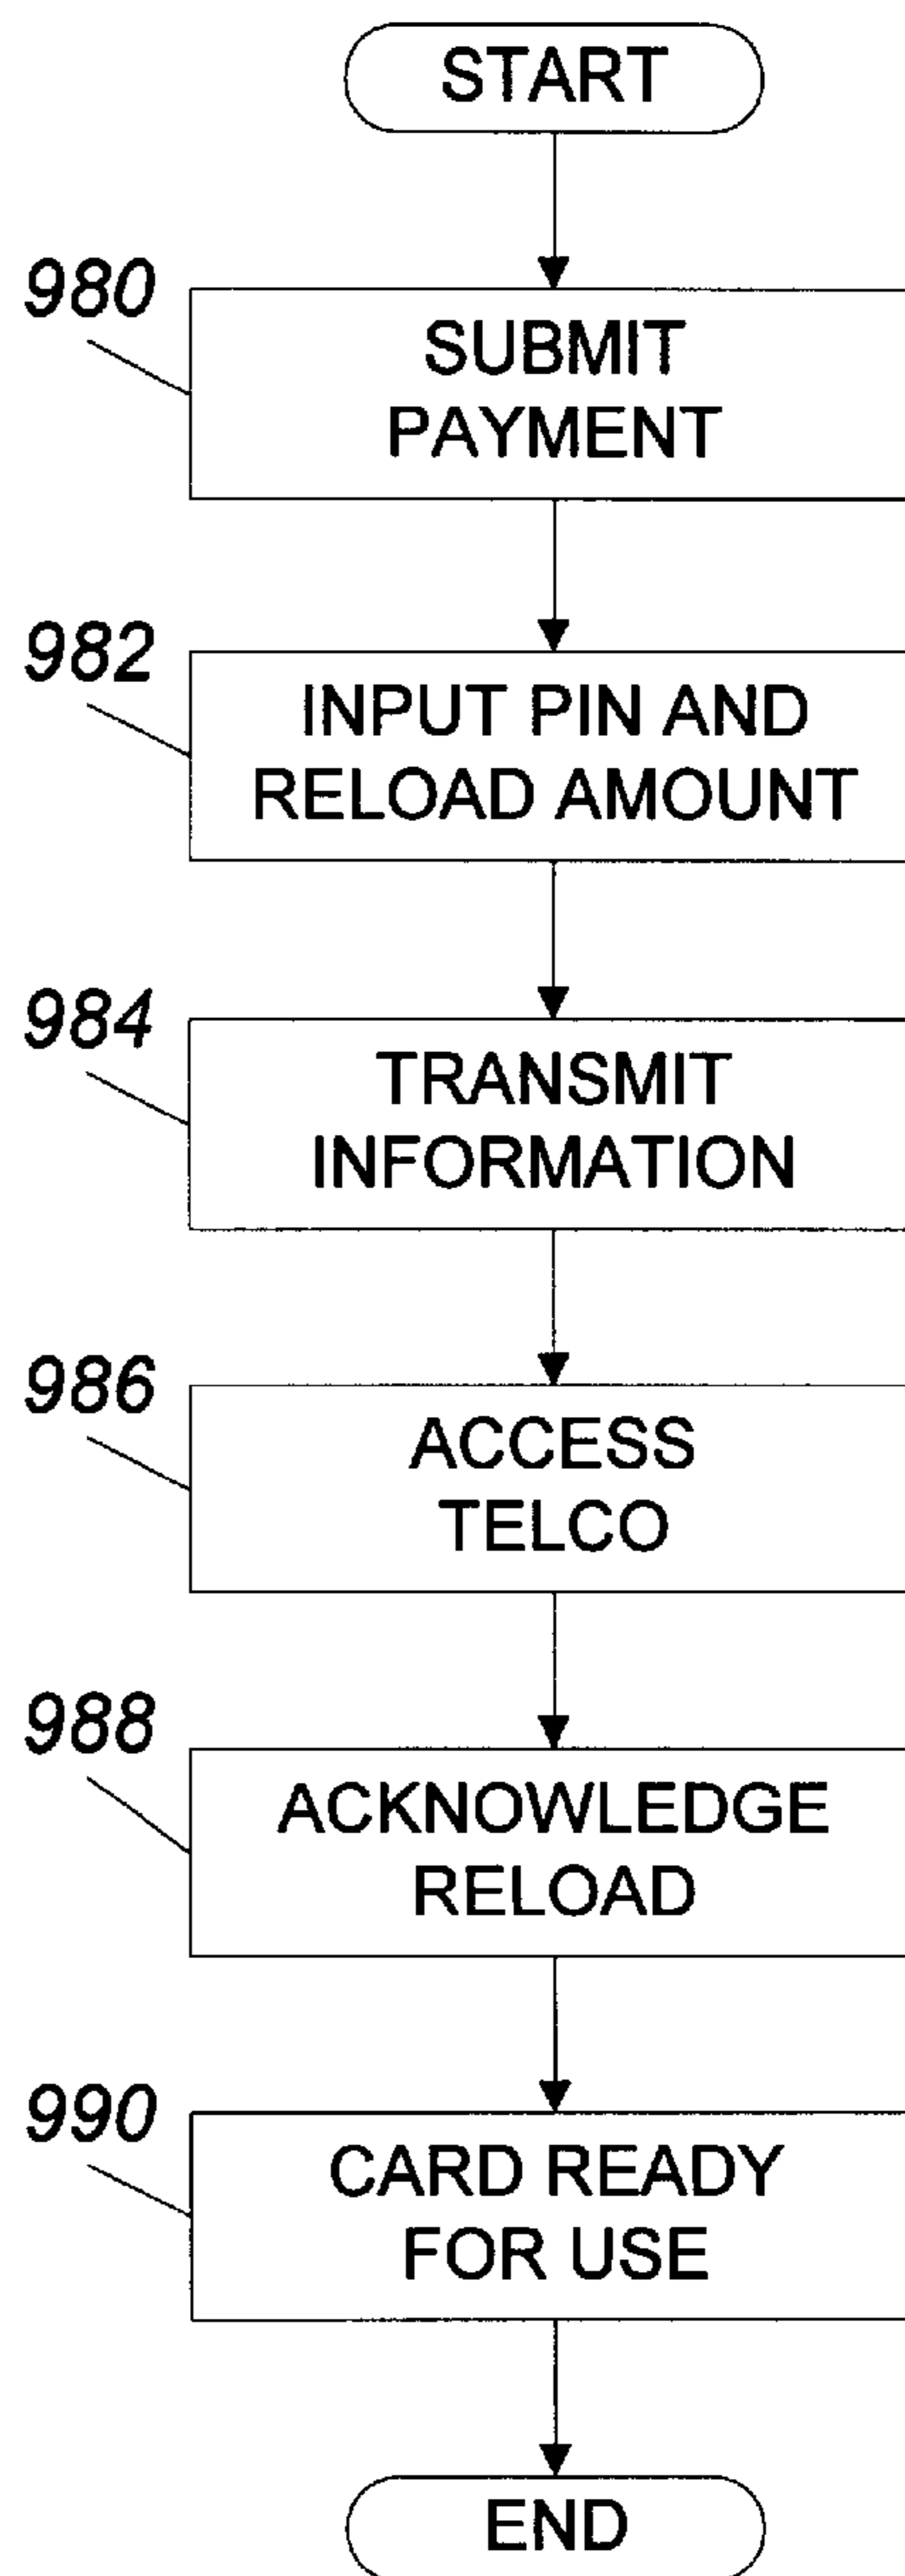 START
980
SUBMIT
PAYMENT
982
INPUT PIN AND
RELOAD AMOUNT
984
TRANSMIT
INFORMATION
986
ACCESS
TELCO
988
ACKNOWLEDGE
RELOAD
990
CARD READY
FOR USE
END